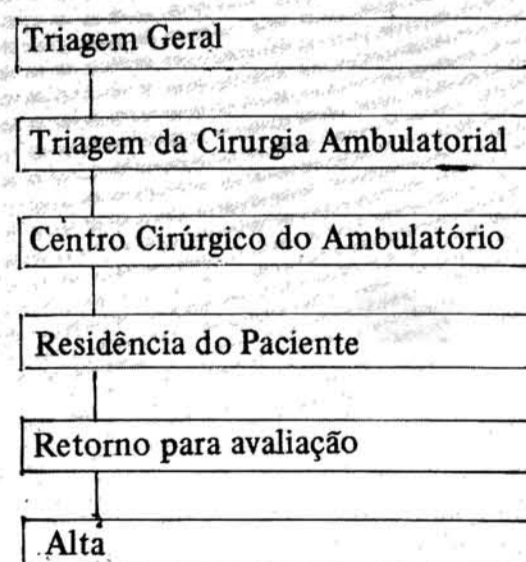 Triagem Geral
Triagem da Cirurgia Ambulatorial
Centro Cirúrgico do Ambulatório
Residência do Paciente
Retorno para avaliação
Alta